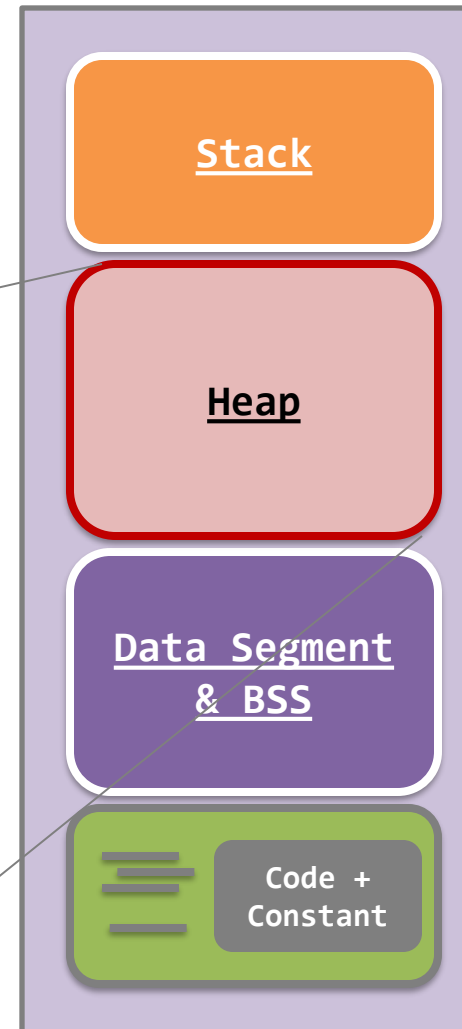 Stack
Heap
Data Segment
& BSS
Code +
Constant